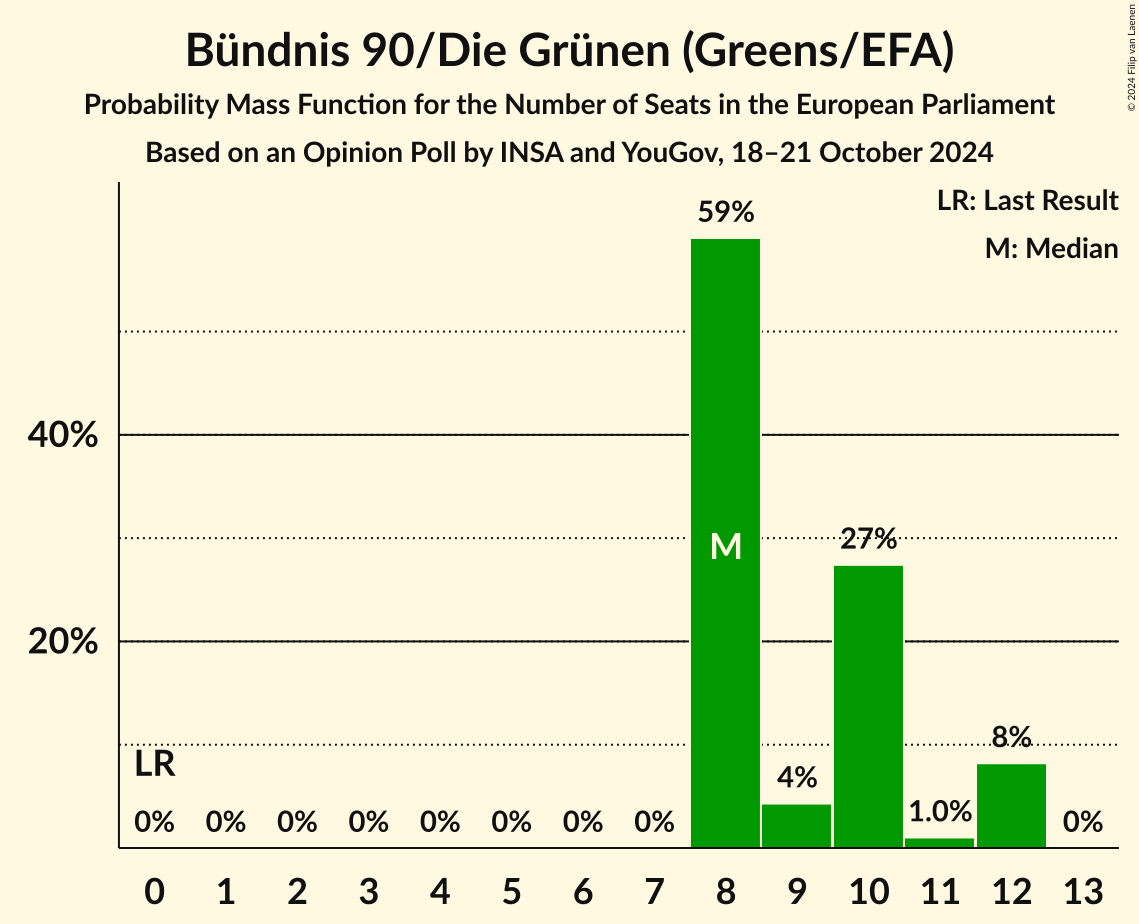 Bündnis 90/Die Grünen (Greens/EFA)
Probability Mass Function for the Number of Seats in the European Parliament
Based on an Opinion Poll by INSA and YouGov, 18–21 October 2024
© 2024 Filip van Laenen
LR: Last Result
M: Median
59%
40%
M
27%
20%
LR
8%
4%
1.0%
0% 0% 0% 0% 0% 0% 0% 0% 0%
0 1 2 3 4 5 6 7 8 9 10 11 12 13